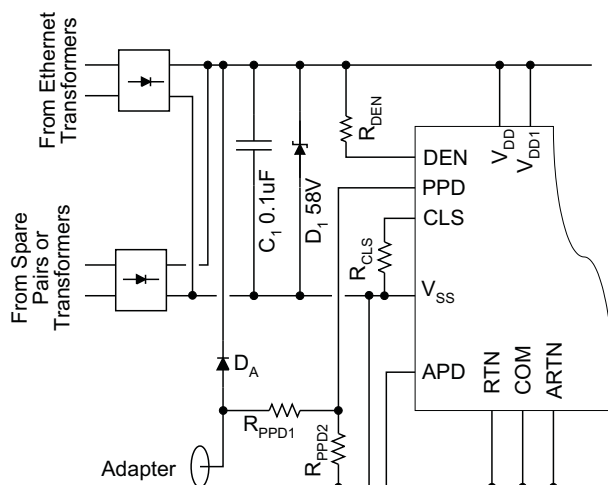 From Ethernet
Transformers
From Spare
Pairs or
Transformers
C1 0.1uF
D1 58V
RDEN
RCLS
DEN
PPD
CLS
VSS
APD
VDD
VDD1
RTN
COM
ARTN
DA
RPPD1
RPPD2
Adapter